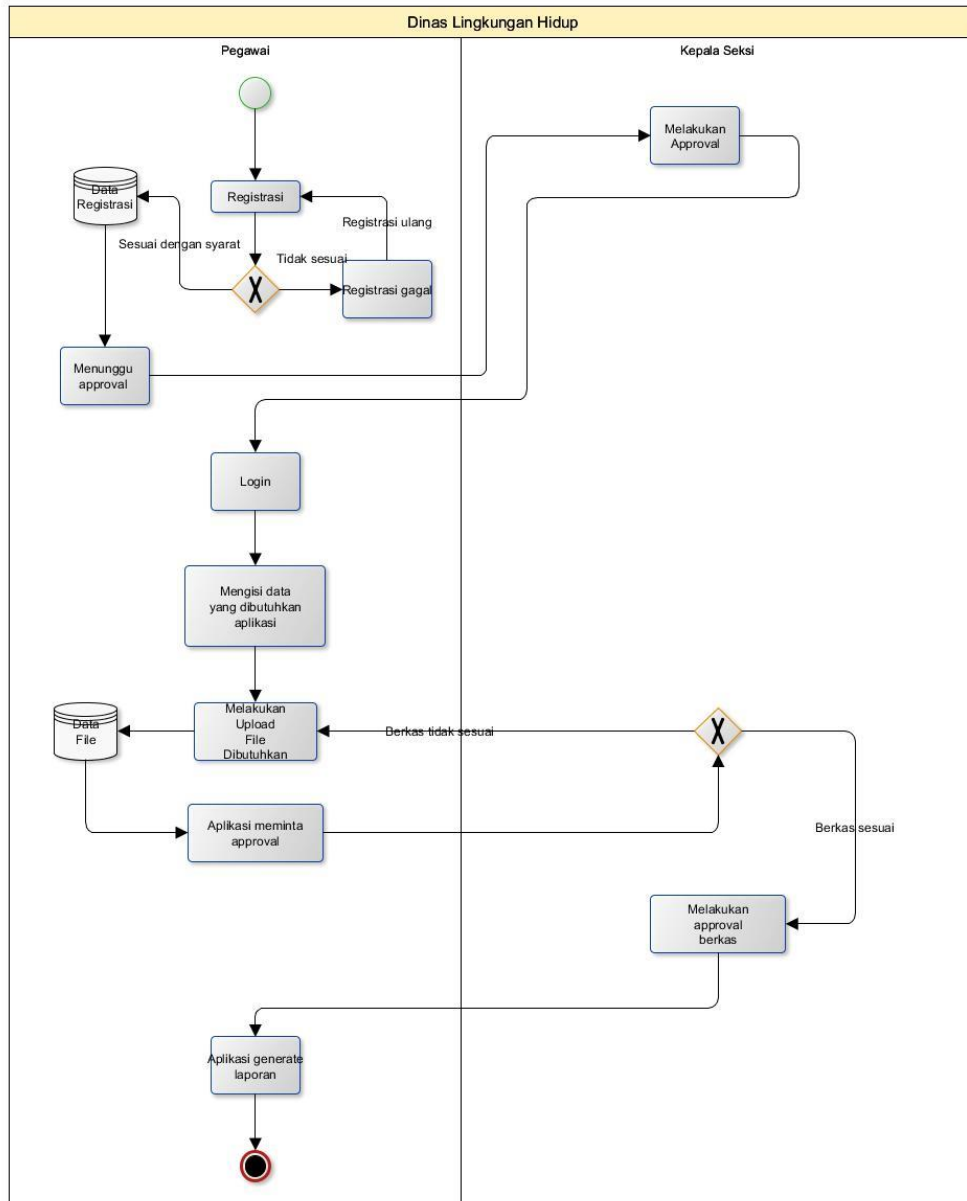 Dinas Lingkungan Hidup
Pegawai
Kepala Seksi
Melakukan
Approval
Data
Registrasi
Registrasi
Registrasi ulang
Sesuai dengan syarat
Tidak sesuai
X
Registrasi gagal
Menunggu
approval
Login
Mengisi data
yang dibutuhkan
aplikasi
Data
File
Melakukan
Upload
File
Dibutuhkan
Berkas tidak sesuai
X
Aplikasi meminta
approval
Berkas sesuai
Melakukan
approval
berkas
Aplikasi generate
laporan